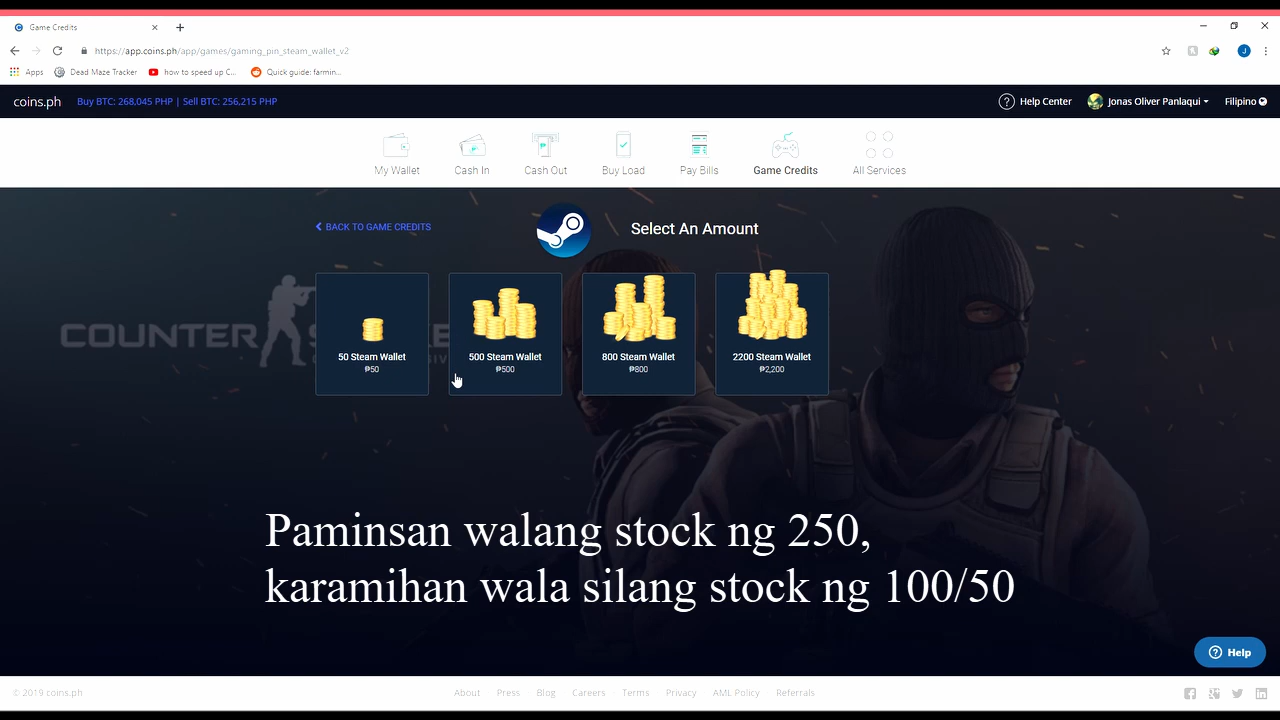 Game Credits
https://app.coins.ph/app/games/gaming_pin_steam_wallet_v2
Apps
Dead Maze Tracker
how to speed up C...
Quick guide: farmin...
J
coins.ph
Buy BTC: 268,045 PHP | Sell BTC: 256,215 PHP
Help Center
Jonas Oliver Panlaqui
Filipino
My Wallet
Cash In
Cash Out
Buy Load
Pay Bills
Game Credits
All Services
BACK TO GAME CREDITS
Select An Amount
50 Steam Wallet
₱50
500 Steam Wallet
₱500
800 Steam Wallet
₱800
2200 Steam Wallet
₱2,200
Paminsan walang stock ng 250,
karamihan wala silang stock ng 100/50
Help
© 2019 coins.ph
About
Press
Blog
Careers
Terms
Privacy
AML Policy
Referrals